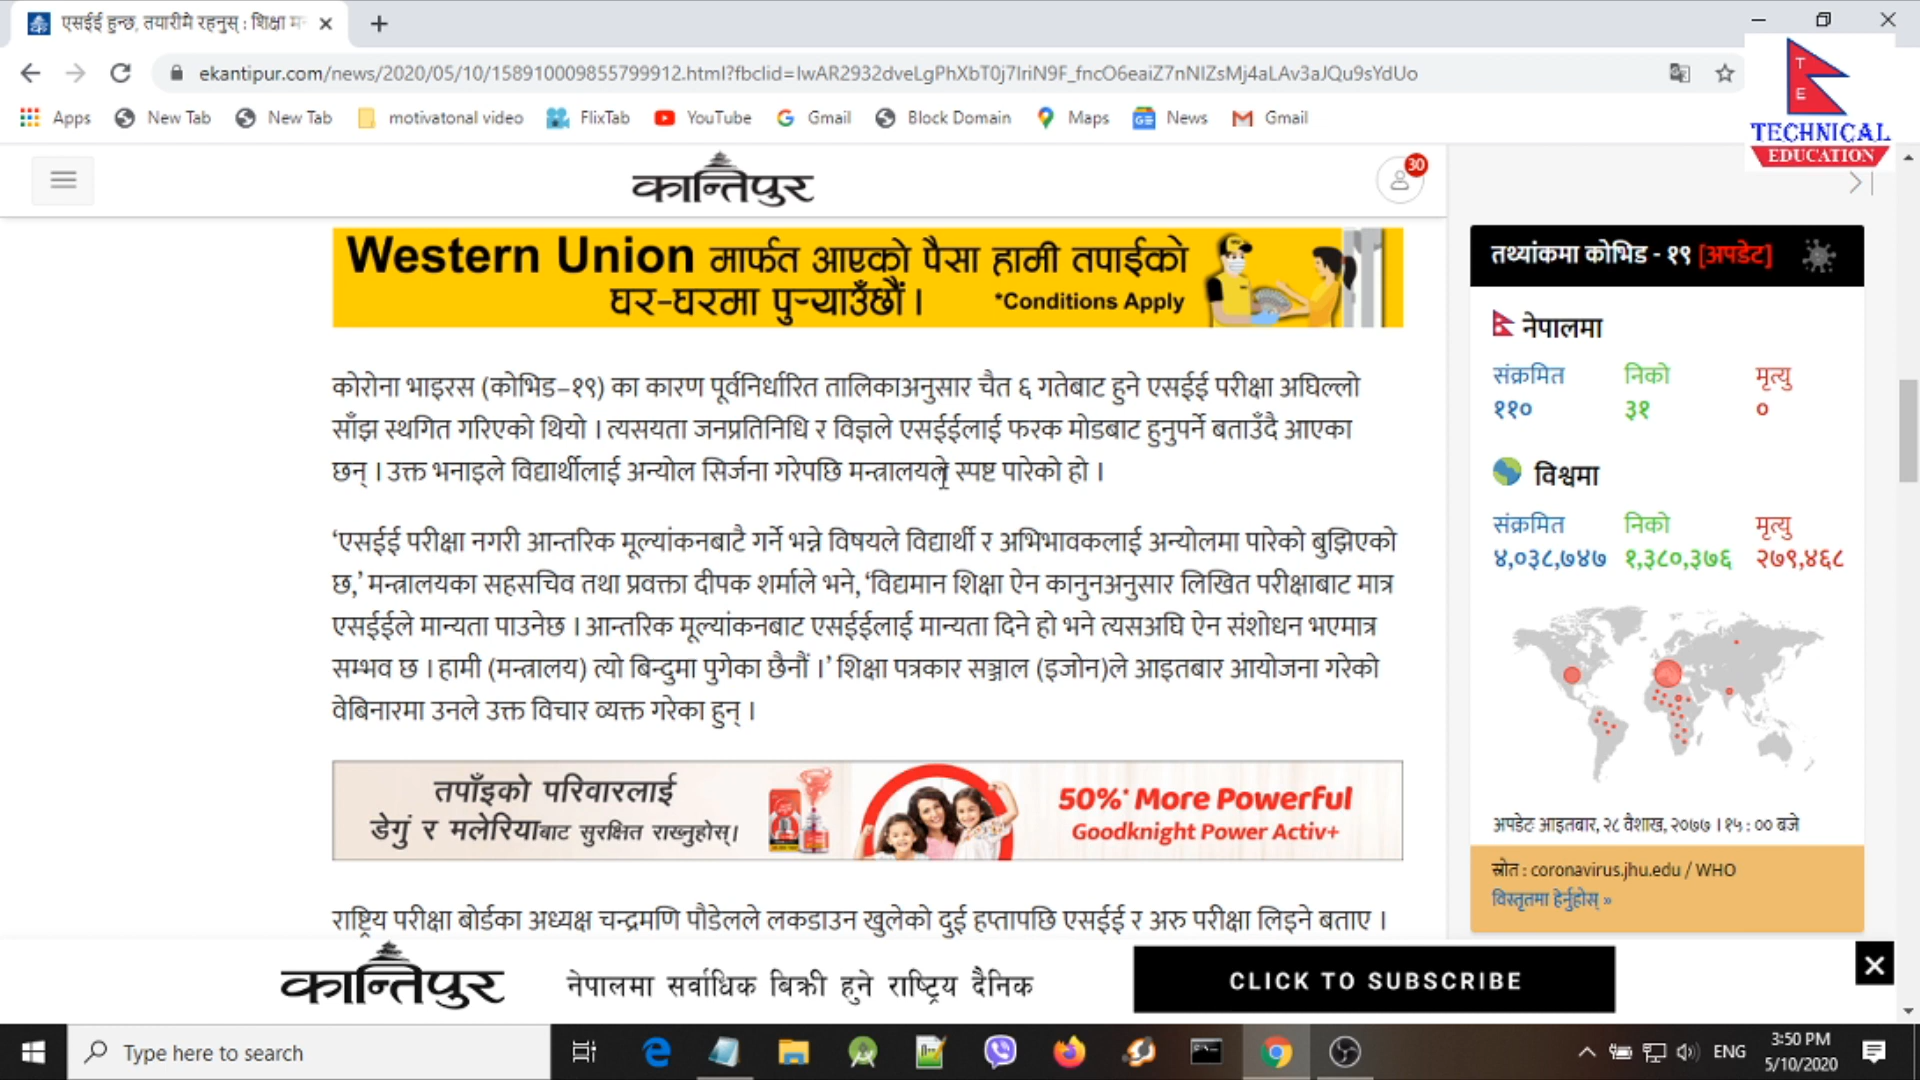 एसईई हुन्छ, तयारीमै रहनुस् : शिक्षा
ekantipur.com/news/2020/05/10/158910009855799912.html?fbclid=IwAR2932dveLgPhXbT0j7IriN9F_fncO6eaiZ7nNIZsMj4aLAv3aJQu9sYdUo
T
E
TECHNICAL
EDUCATION
Apps New Tab New Tab motivatonal video FlixTab YouTube Gmail Block Domain Maps News Gmail
कान्तिपुर
30
Western Union मार्फत आएको पैसा हामी तपाईको
घर-घरमा पुऱ्याउँछौं । *Conditions Apply
कोरोना भाइरस (कोभिड–१९) का कारण पूर्वनिर्धारित तालिकाअनुसार चैत ६ गतेबाट हुने एसईई परीक्षा अघिल्लो
साँझ स्थगित गरिएको थियो । त्यसयता जनप्रतिनिधि र विज्ञले एसईईलाई फरक मोडबाट हुनुपर्ने बताउँदै आएका
छन् । उक्त भनाइले विद्यार्थीलाई अन्योल सिर्जना गरेपछि मन्त्रालयले स्पष्ट पारेको हो ।
‘एसईई परीक्षा नगरी आन्तरिक मूल्यांकनबाटै गर्ने भन्ने विषयले विद्यार्थी र अभिभावकलाई अन्योलमा पारेको बुझिएको
छ,’ मन्त्रालयका सहसचिव तथा प्रवक्ता दीपक शर्माले भने, ‘विद्यमान शिक्षा ऐन कानुनअनुसार लिखित परीक्षाबाट मात्र
एसईईले मान्यता पाउनेछ । आन्तरिक मूल्यांकनबाट एसईईलाई मान्यता दिने हो भने त्यसअघि ऐन संशोधन भएमात्र
सम्भव छ । हामी (मन्त्रालय) त्यो बिन्दुमा पुगेका छैनौं ।’ शिक्षा पत्रकार सञ्जाल (इजोन)ले आइतबार आयोजना गरेको
वेबिनारमा उनले उक्त विचार व्यक्त गरेका हुन् ।
तपाँइको परिवारलाई
डेगुं र मलेरियाबाट सुरक्षित राख्नुहोस्।
50%* More Powerful
Goodknight Power Activ+
राष्ट्रिय परीक्षा बोर्डका अध्यक्ष चन्द्रमणि पौडेलले लकडाउन खुलेको दुई हप्तापछि एसईई र अरु परीक्षा लिइने बताए ।
तथ्यांकमा कोभिड - १९ [अपडेट]
नेपालमा
संक्रमित निको मृत्यु
११० ३१ ०
विश्वमा
संक्रमित निको मृत्यु
४,०३८,७४७ १,३८०,३७६ २७९,४६८
अपडेटः आइतबार, २८ वैशाख, २०७७ । १५ : ०० बजे
स्रोत : coronavirus.jhu.edu / WHO
विस्तृतमा हेर्नुहोस् »
कान्तिपुर नेपालमा सर्वाधिक बिक्री हुने राष्ट्रिय दैनिक CLICK TO SUBSCRIBE
Type here to search
ENG
3:50 PM
5/10/2020